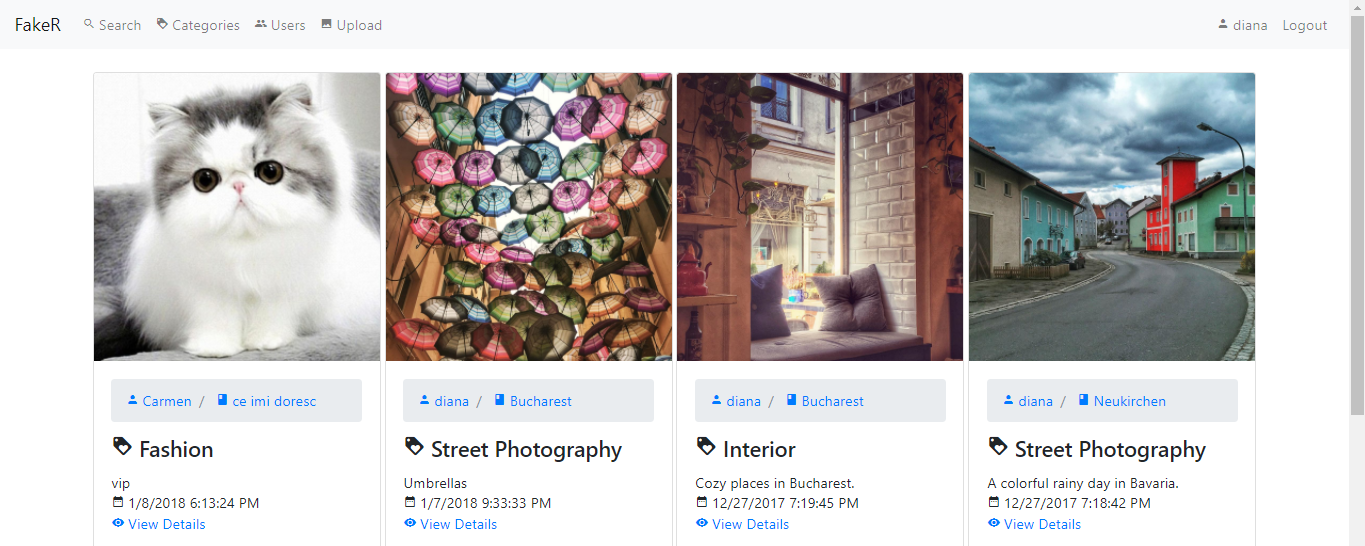 FakeR Search Categories Users Upload diana Logout
Carmen / ce imi doresc
Fashion
vip
1/8/2018 6:13:24 PM
View Details
diana / Bucharest
Street Photography
Umbrellas
1/7/2018 9:33:33 PM
View Details
diana / Bucharest
Interior
Cozy places in Bucharest.
12/27/2017 7:19:45 PM
View Details
diana / Neukirchen
Street Photography
A colorful rainy day in Bavaria.
12/27/2017 7:18:42 PM
View Details